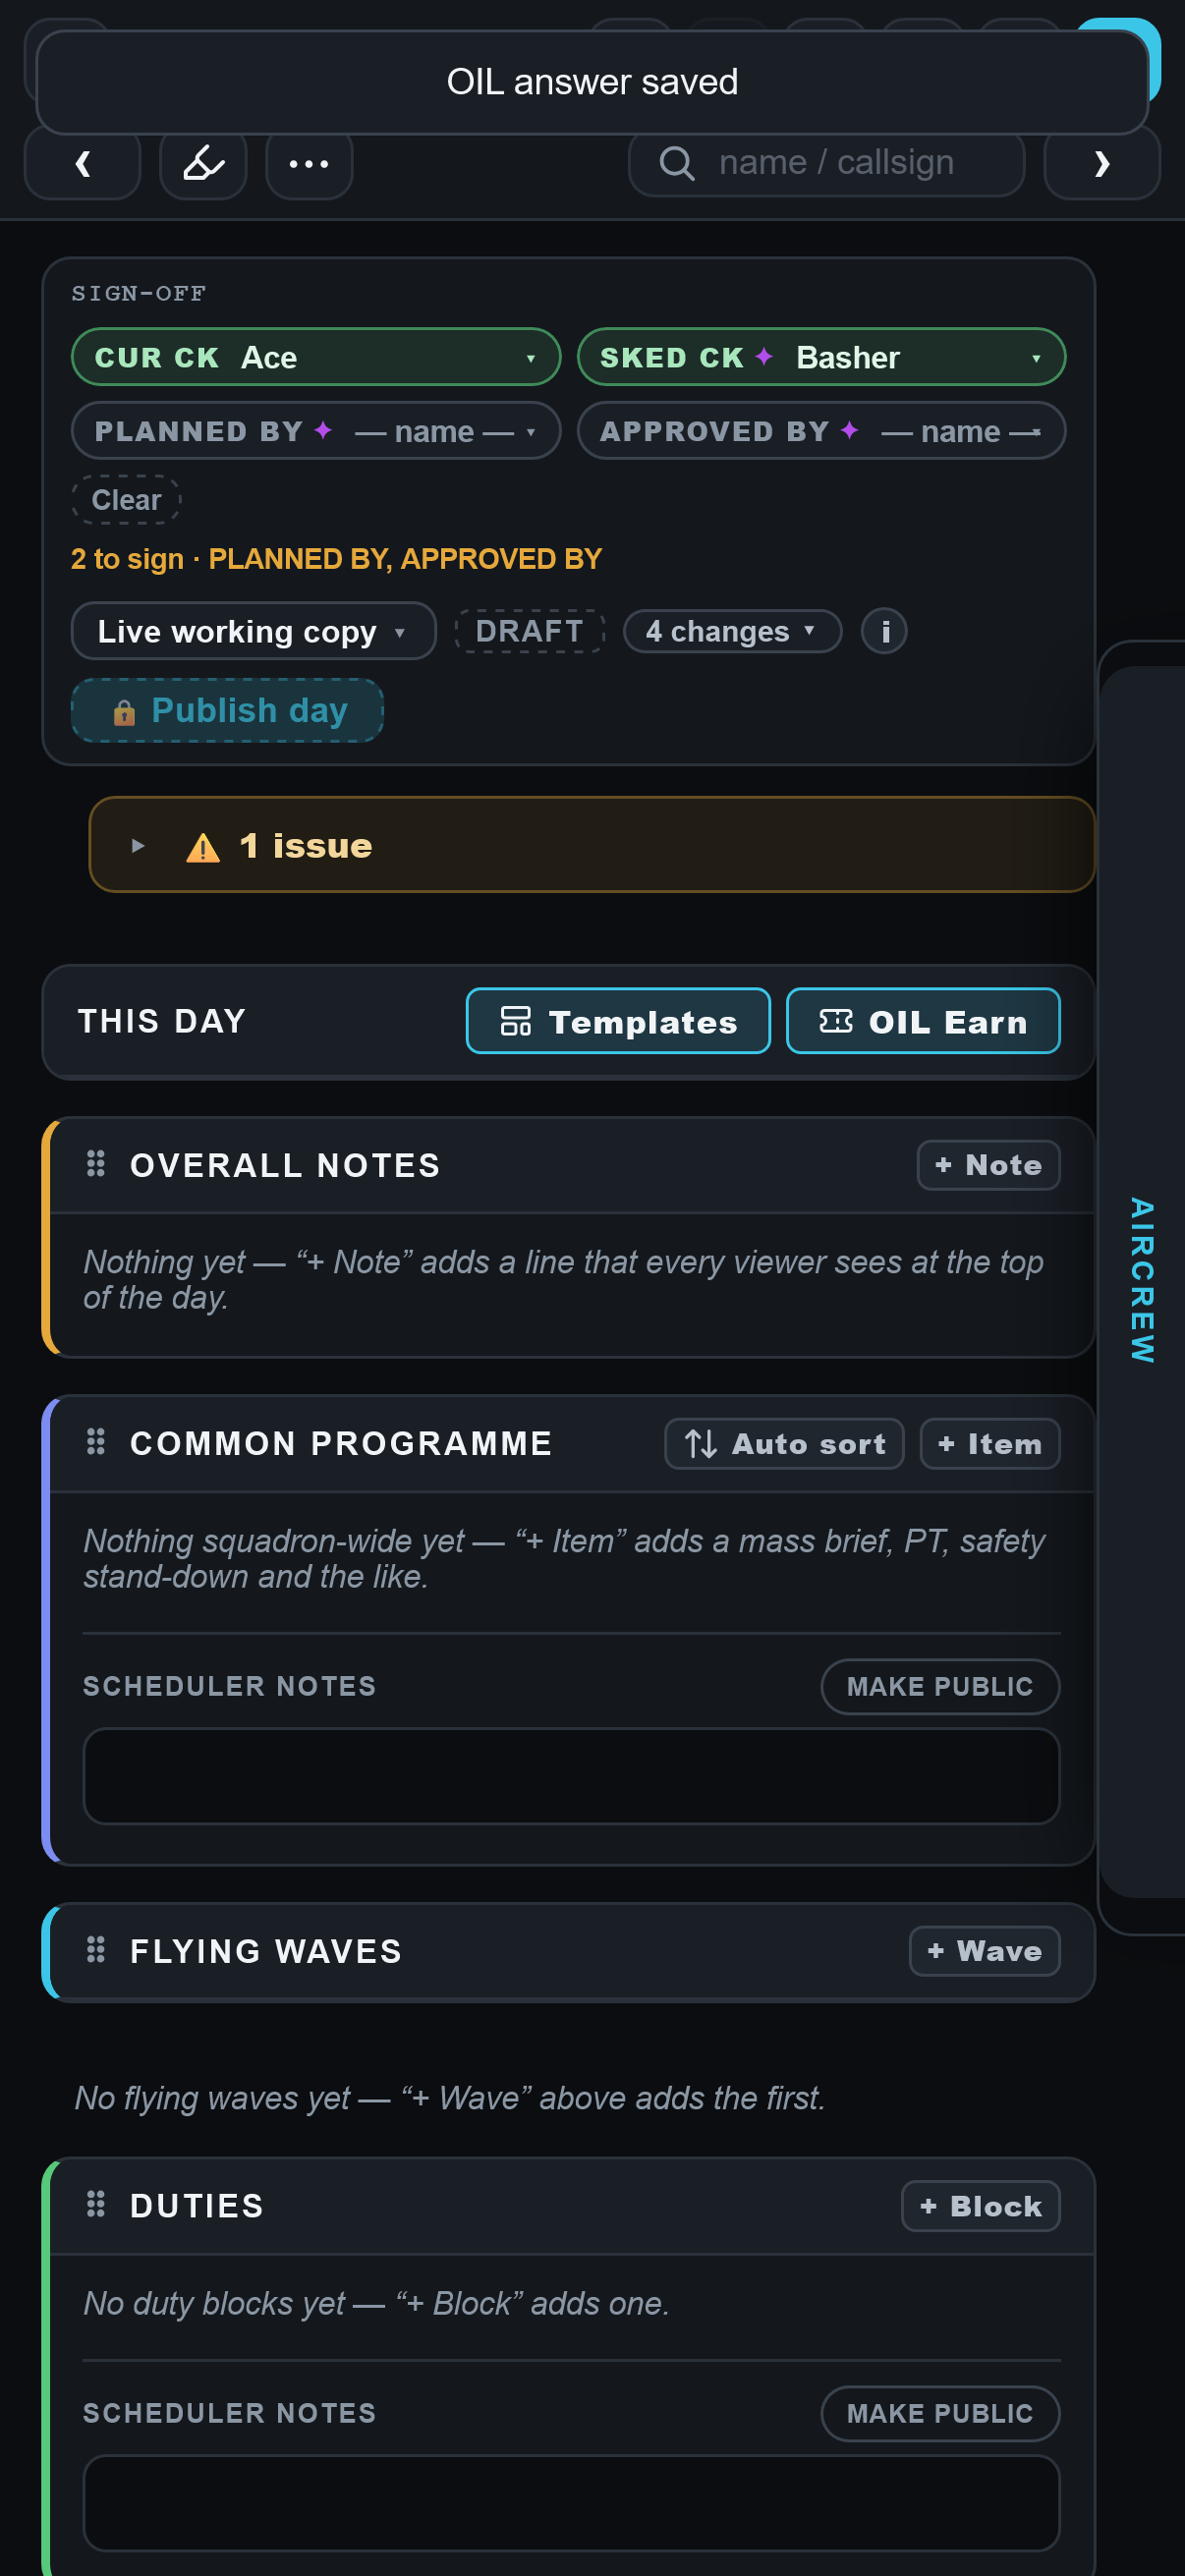 OIL answer saved
name / callsign
SIGN-OFF
CUR CK Ace
SKED CK Basher
PLANNED BY — name —
APPROVED BY — name —
Clear
2 to sign · PLANNED BY, APPROVED BY
Live working copy
DRAFT
4 changes
i
Publish day
1 issue
THIS DAY
Templates
OIL Earn
OVERALL NOTES
+ Note
Nothing yet — “+ Note” adds a line that every viewer sees at the top
of the day.
COMMON PROGRAMME
Auto sort
+ Item
Nothing squadron-wide yet — “+ Item” adds a mass brief, PT, safety
stand-down and the like.
SCHEDULER NOTES
MAKE PUBLIC
FLYING WAVES
+ Wave
No flying waves yet — “+ Wave” above adds the first.
DUTIES
+ Block
No duty blocks yet — “+ Block” adds one.
SCHEDULER NOTES
MAKE PUBLIC
AIRCREW